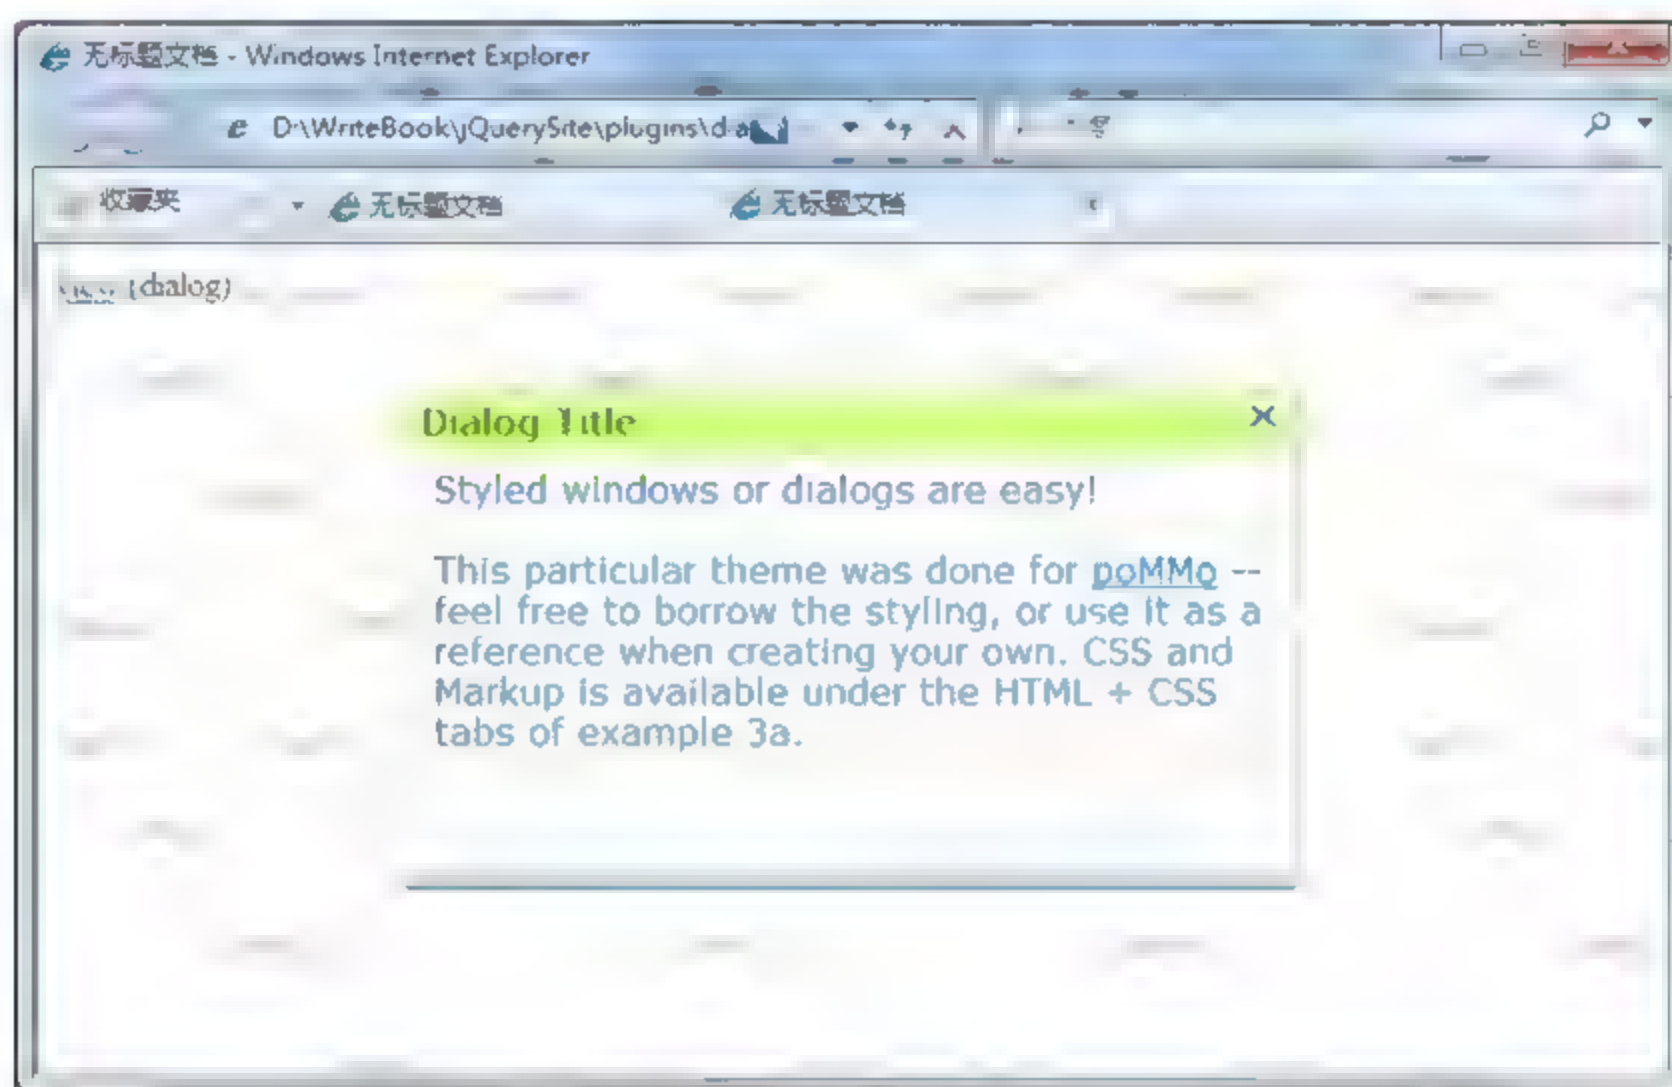 无标题文档 - Windows Internet Explorer
D:\WriteBook\jQuerySite\plugins\dia
收藏夹 无标题文档 无标题文档
(dialog)
Dialog Title
Styled windows or dialogs are easy!
This particular theme was done for poMMo --
feel free to borrow the styling, or use it as a
reference when creating your own. CSS and
Markup is available under the HTML + CSS
tabs of example 3a.